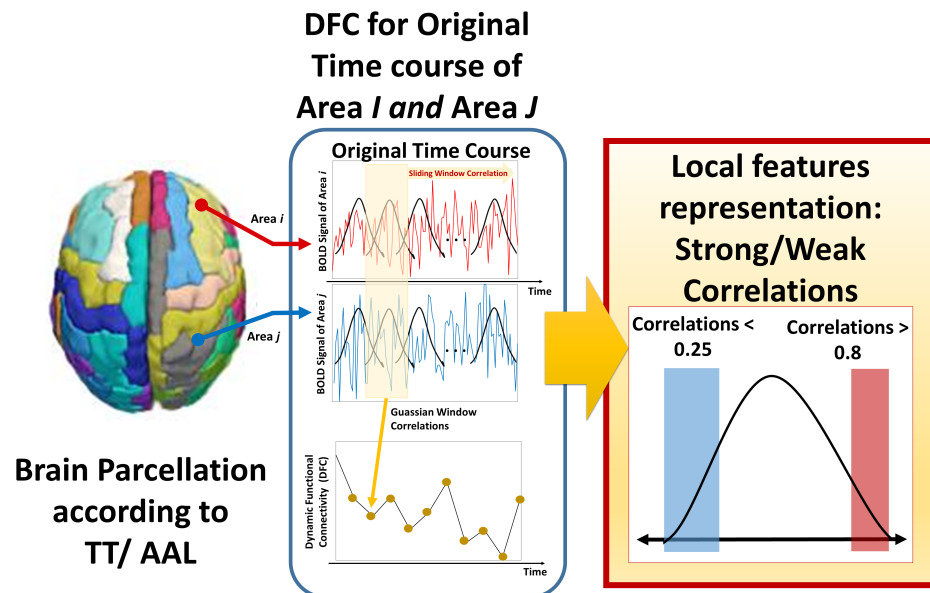 DFC for Original
Time course of
Area I and Area J
Original Time Course
Sliding Window Correlation
BOLD Signal of Area i
. . .
Time
Area i
Area j
BOLD Signal of Area j
. . .
Guassian Window
Correlations
Dynamic Functional
Connectivity (DFC)
Time
Brain Parcellation
according to
TT/ AAL
Local features
representation:
Strong/Weak
Correlations
Correlations <
0.25
Correlations >
0.8